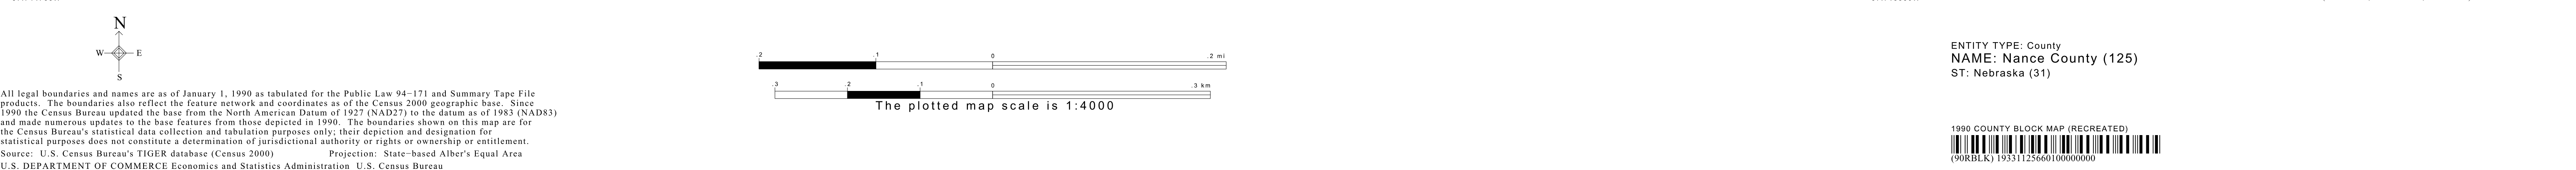 N
W E
S
All legal boundaries and names are as of January 1, 1990 as tabulated for the Public Law 94−171 and Summary Tape File
products. The boundaries also reflect the feature network and coordinates as of the Census 2000 geographic base. Since
1990 the Census Bureau updated the base from the North American Datum of 1927 (NAD27) to the datum as of 1983 (NAD83)
and made numerous updates to the base features from those depicted in 1990. The boundaries shown on this map are for
the Census Bureau's statistical data collection and tabulation purposes only; their depiction and designation for
statistical purposes does not constitute a determination of jurisdictional authority or rights or ownership or entitlement.
Source: U.S. Census Bureau's TIGER database (Census 2000) Projection: State−based Alber's Equal Area
U.S. DEPARTMENT OF COMMERCE Economics and Statistics Administration U.S. Census Bureau
.2 .1 0 .2 mi
.3 .2 .1 0 .3 km
The plotted map scale is 1:4000
ENTITY TYPE: County
NAME: Nance County (125)
ST: Nebraska (31)
1990 COUNTY BLOCK MAP (RECREATED)
(90RBLK) 19331125660100000000